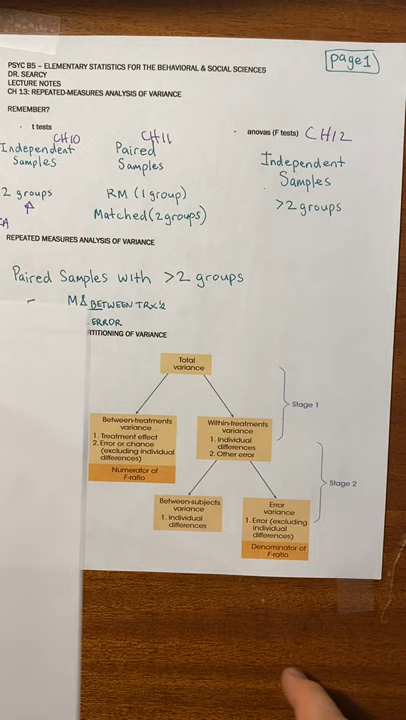 page 1
PSYC B5 – ELEMENTARY STATISTICS FOR THE BEHAVIORAL & SOCIAL SCIENCES
DR. SEARCY
LECTURE NOTES
CH 13: REPEATED-MEASURES ANALYSIS OF VARIANCE
REMEMBER?
- t tests
CH10
Independent
Samples
2 groups
CH11
Paired
Samples
RM (1 group)
Matched (2 groups)
- anovas (F tests) CH12
Independent
Samples
>2 groups
REPEATED MEASURES ANALYSIS OF VARIANCE
Paired Samples with >2 groups
– MΔ BETWEEN TRX's
ERROR
RTITIONING OF VARIANCE
Total
variance
Stage 1
Between-treatments
variance
1. Treatment effect
2. Error or chance
(excluding individual
differences)
Numerator of
F-ratio
Within-treatments
variance
1. Individual
differences
2. Other error
Stage 2
Between-subjects
variance
1. Individual
differences
Error
variance
1. Error (excluding
individual
differences)
Denominator of
F-ratio